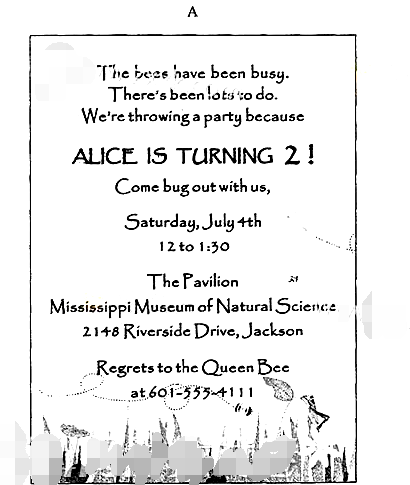 A
The bees have been busy.
There's been lots to do.
We're throwing a party because
ALICE IS TURNING 2!
Come bug out with us,
Saturday, July 4th
12 to 1:30
The Pavilion
Mississippi Museum of Natural Science
2148 Riverside Drive, Jackson
Regrets to the Queen Bee
at 601-555-4111